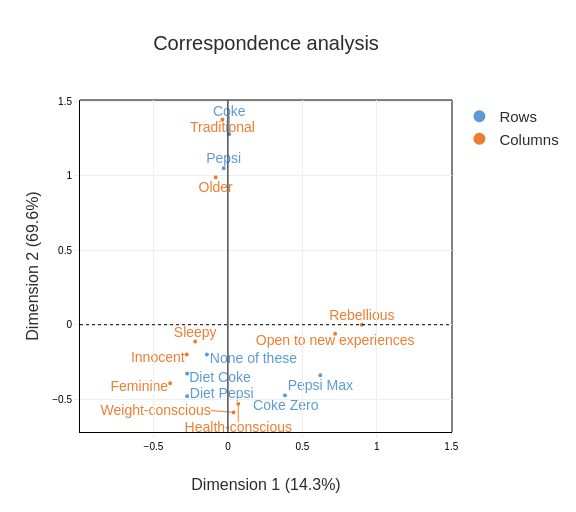 Correspondence analysis
Rows
Columns
Dimension 2 (69.6%)
1.5
1
0.5
0
−0.5
Coke
Traditional
Pepsi
Older
Rebellious
Open to new experiences
Sleepy
Innocent
None of these
Diet Coke
Feminine
Diet Pepsi
Pepsi Max
Coke Zero
Weight-conscious
Health-conscious
−0.5
0
0.5
1
1.5
Dimension 1 (14.3%)